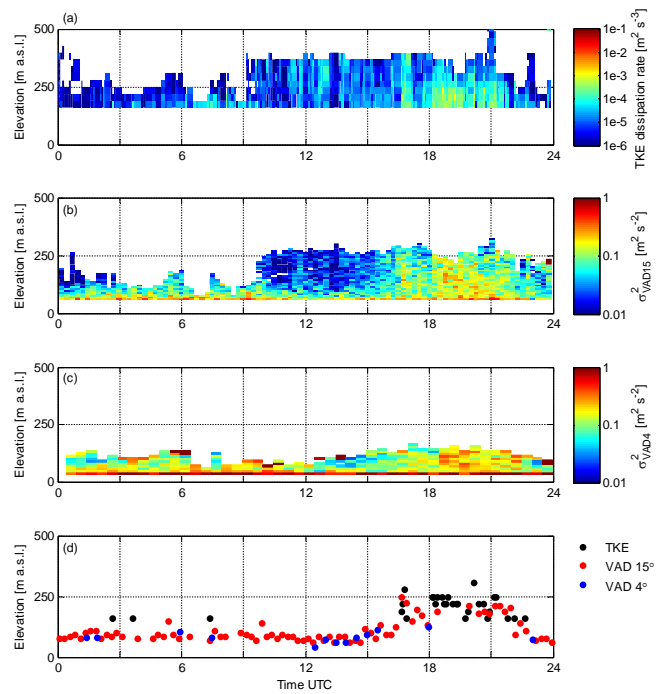 (a)
500
250
0
Elevation [m a.s.l.]
0 6 12 18 24
1e-1
1e-2
1e-3
1e-4
1e-5
1e-6
TKE dissipation rate [m² s⁻³]
(b)
500
250
0
Elevation [m a.s.l.]
0 6 12 18 24
1
0.1
0.01
σ²VAD15 [m² s⁻²]
(c)
500
250
0
Elevation [m a.s.l.]
0 6 12 18 24
1
0.1
0.01
σ²VAD4 [m² s⁻²]
(d)
500
250
0
Elevation [m a.s.l.]
0 6 12 18 24
Time UTC
TKE
VAD 15°
VAD 4°